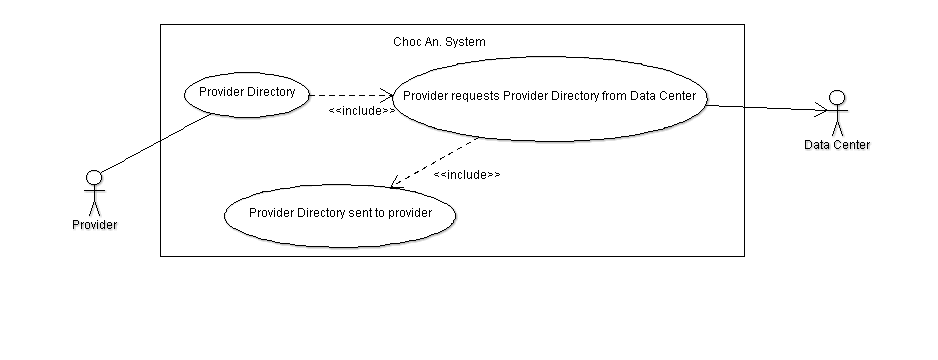 Choc An. System
Provider Directory
Provider requests Provider Directory from Data Center
<<include>>
Data Center
<<include>>
Provider Directory sent to provider
Provider